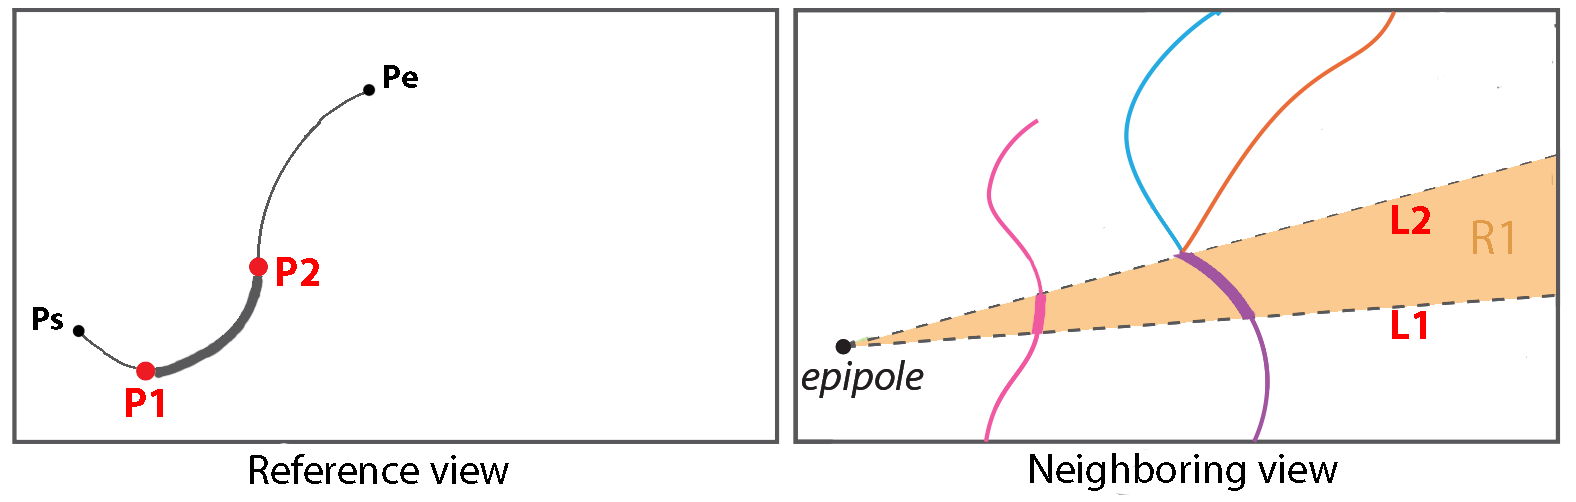 Pe
P2
Ps
P1
Reference view
L2
R1
L1
epipole
Neighboring view